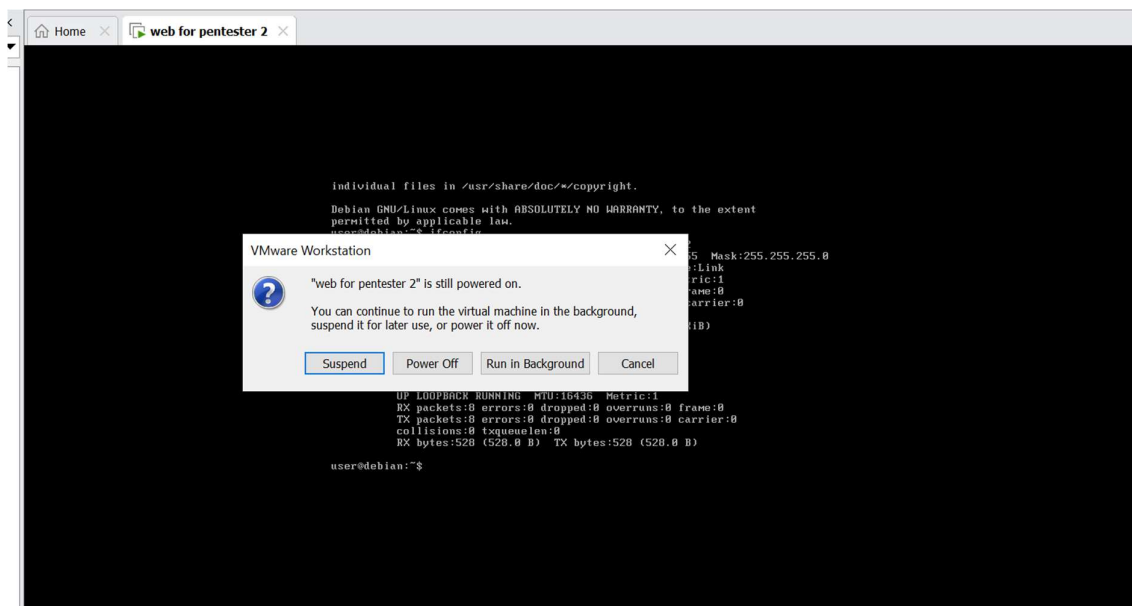 Home
web for pentester 2
individual files in /usr/share/doc/*/copyright.
Debian GNU/Linux comes with ABSOLUTELY NO WARRANTY, to the extent
permitted by applicable law.
user@debian:~$ ifconfig
VMware Workstation
Mask:255.255.255.0
:Link
ric:1
rame:0
carrier:0
iB)
"web for pentester 2" is still powered on.
You can continue to run the virtual machine in the background,
suspend it for later use, or power it off now.
Suspend Power Off Run in Background Cancel
UP LOOPBACK RUNNING MTU:16436 Metric:1
RX packets:8 errors:0 dropped:0 overruns:0 frame:0
TX packets:8 errors:0 dropped:0 overruns:0 carrier:0
collisions:0 txqueuelen:0
RX bytes:528 (528.0 B) TX bytes:528 (528.0 B)
user@debian:~$